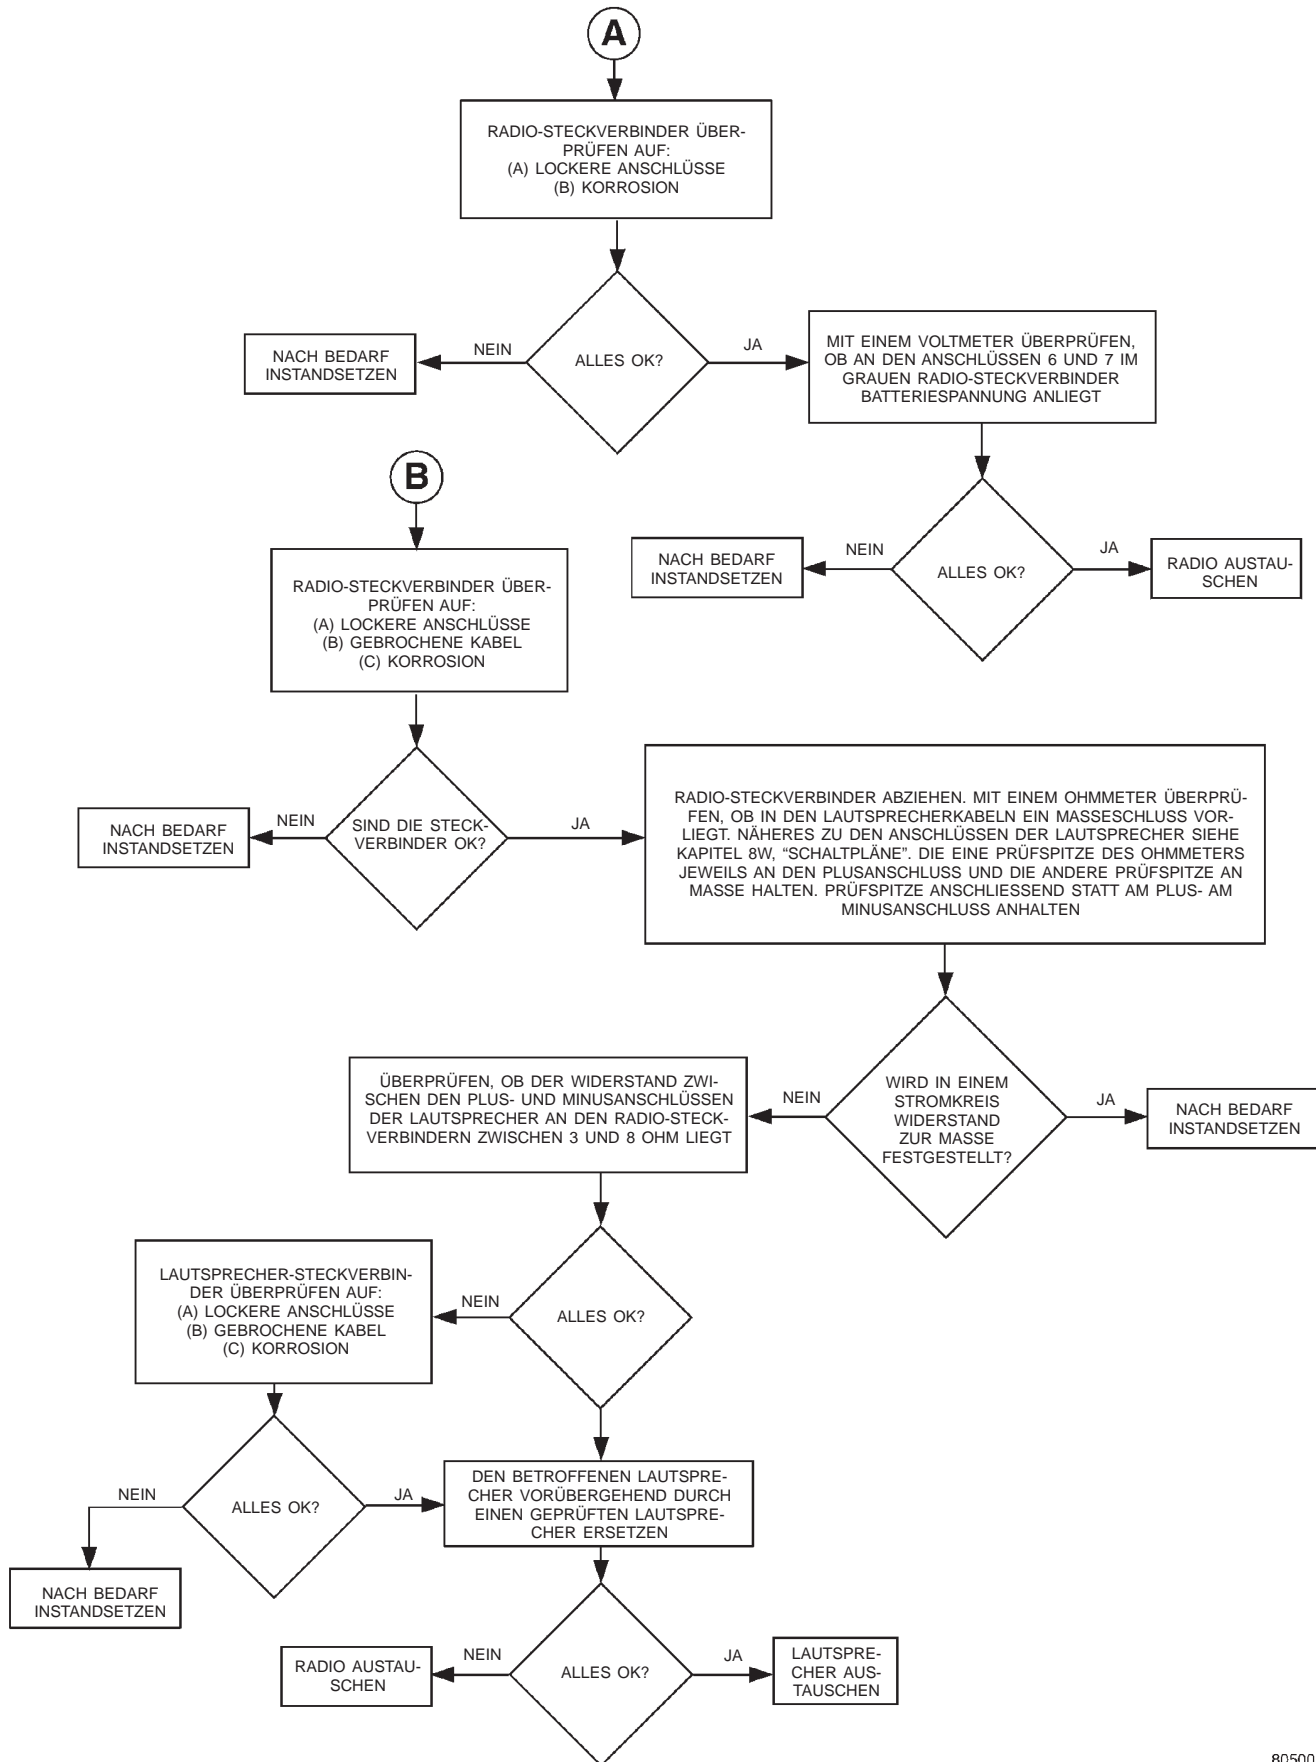 A
RADIO-STECKVERBINDER ÜBER-
PRÜFEN AUF:
(A) LOCKERE ANSCHLÜSSE
(B) KORROSION
ALLES OK?
NEIN
NACH BEDARF
INSTANDSETZEN
JA
MIT EINEM VOLTMETER ÜBERPRÜFEN,
OB AN DEN ANSCHLÜSSEN 6 UND 7 IM
GRAUEN RADIO-STECKVERBINDER
BATTERIESPANNUNG ANLIEGT
ALLES OK?
NEIN
NACH BEDARF
INSTANDSETZEN
JA
RADIO AUSTAU-
SCHEN
B
RADIO-STECKVERBINDER ÜBER-
PRÜFEN AUF:
(A) LOCKERE ANSCHLÜSSE
(B) GEBROCHENE KABEL
(C) KORROSION
SIND DIE STECK-
VERBINDER OK?
NEIN
NACH BEDARF
INSTANDSETZEN
JA
RADIO-STECKVERBINDER ABZIEHEN. MIT EINEM OHMMETER ÜBERPRÜ-
FEN, OB IN DEN LAUTSPRECHERKABELN EIN MASSESCHLUSS VOR-
LIEGT. NÄHERES ZU DEN ANSCHLÜSSEN DER LAUTSPRECHER SIEHE
KAPITEL 8W, “SCHALTPLÄNE”. DIE EINE PRÜFSPITZE DES OHMMETERS
JEWEILS AN DEN PLUSANSCHLUSS UND DIE ANDERE PRÜFSPITZE AN
MASSE HALTEN. PRÜFSPITZE ANSCHLIESSEND STATT AM PLUS- AM
MINUSANSCHLUSS ANHALTEN
WIRD IN EINEM
STROMKREIS
WIDERSTAND
ZUR MASSE
FESTGESTELLT?
JA
NACH BEDARF
INSTANDSETZEN
NEIN
ÜBERPRÜFEN, OB DER WIDERSTAND ZWI-
SCHEN DEN PLUS- UND MINUSANSCHLÜSSEN
DER LAUTSPRECHER AN DEN RADIO-STECK-
VERBINDERN ZWISCHEN 3 UND 8 OHM LIEGT
ALLES OK?
NEIN
LAUTSPRECHER-STECKVERBIN-
DER ÜBERPRÜFEN AUF:
(A) LOCKERE ANSCHLÜSSE
(B) GEBROCHENE KABEL
(C) KORROSION
ALLES OK?
NEIN
NACH BEDARF
INSTANDSETZEN
JA
DEN BETROFFENEN LAUTSPRE-
CHER VORÜBERGEHEND DURCH
EINEN GEPRÜFTEN LAUTSPRE-
CHER ERSETZEN
ALLES OK?
NEIN
RADIO AUSTAU-
SCHEN
JA
LAUTSPRE-
CHER AUS-
TAUSCHEN